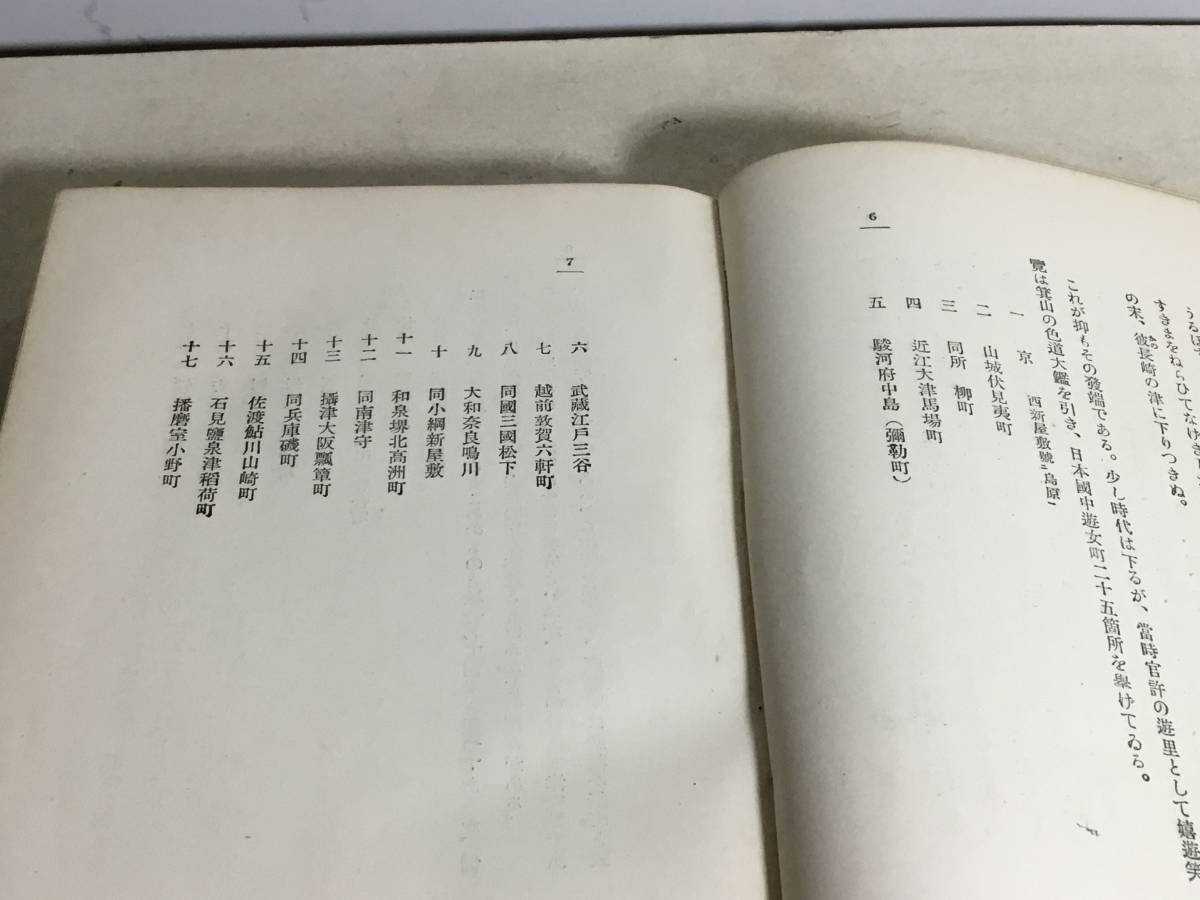 6
すきまをねらひてなげき
の末、彼長崎の津に下りつきぬ。
これが抑もその發端である。少し時代は下るが、當時官許の遊里として嬉遊笑
覽は箕山の色道大鑑を引き、日本國中遊女町二十五箇所を擧げてゐる。
一 京 西新屋敷號ニ島原一
二 山城伏見夷町
三 同所 柳町
四 近江大津馬場町
五 駿河府中島（彌勒町）
7
六 武藏江戶三谷
七 越前敦賀六軒町
八 同國三國松下
九 大和奈良鳴川
十 同小綱新屋敷
十一 和泉堺北高洲町
十二 同南津守
十三 攝津大阪瓢簞町
十四 同兵庫磯町
十五 佐渡鮎川山崎町
十六 石見鹽泉津稻荷町
十七 播磨室小野町